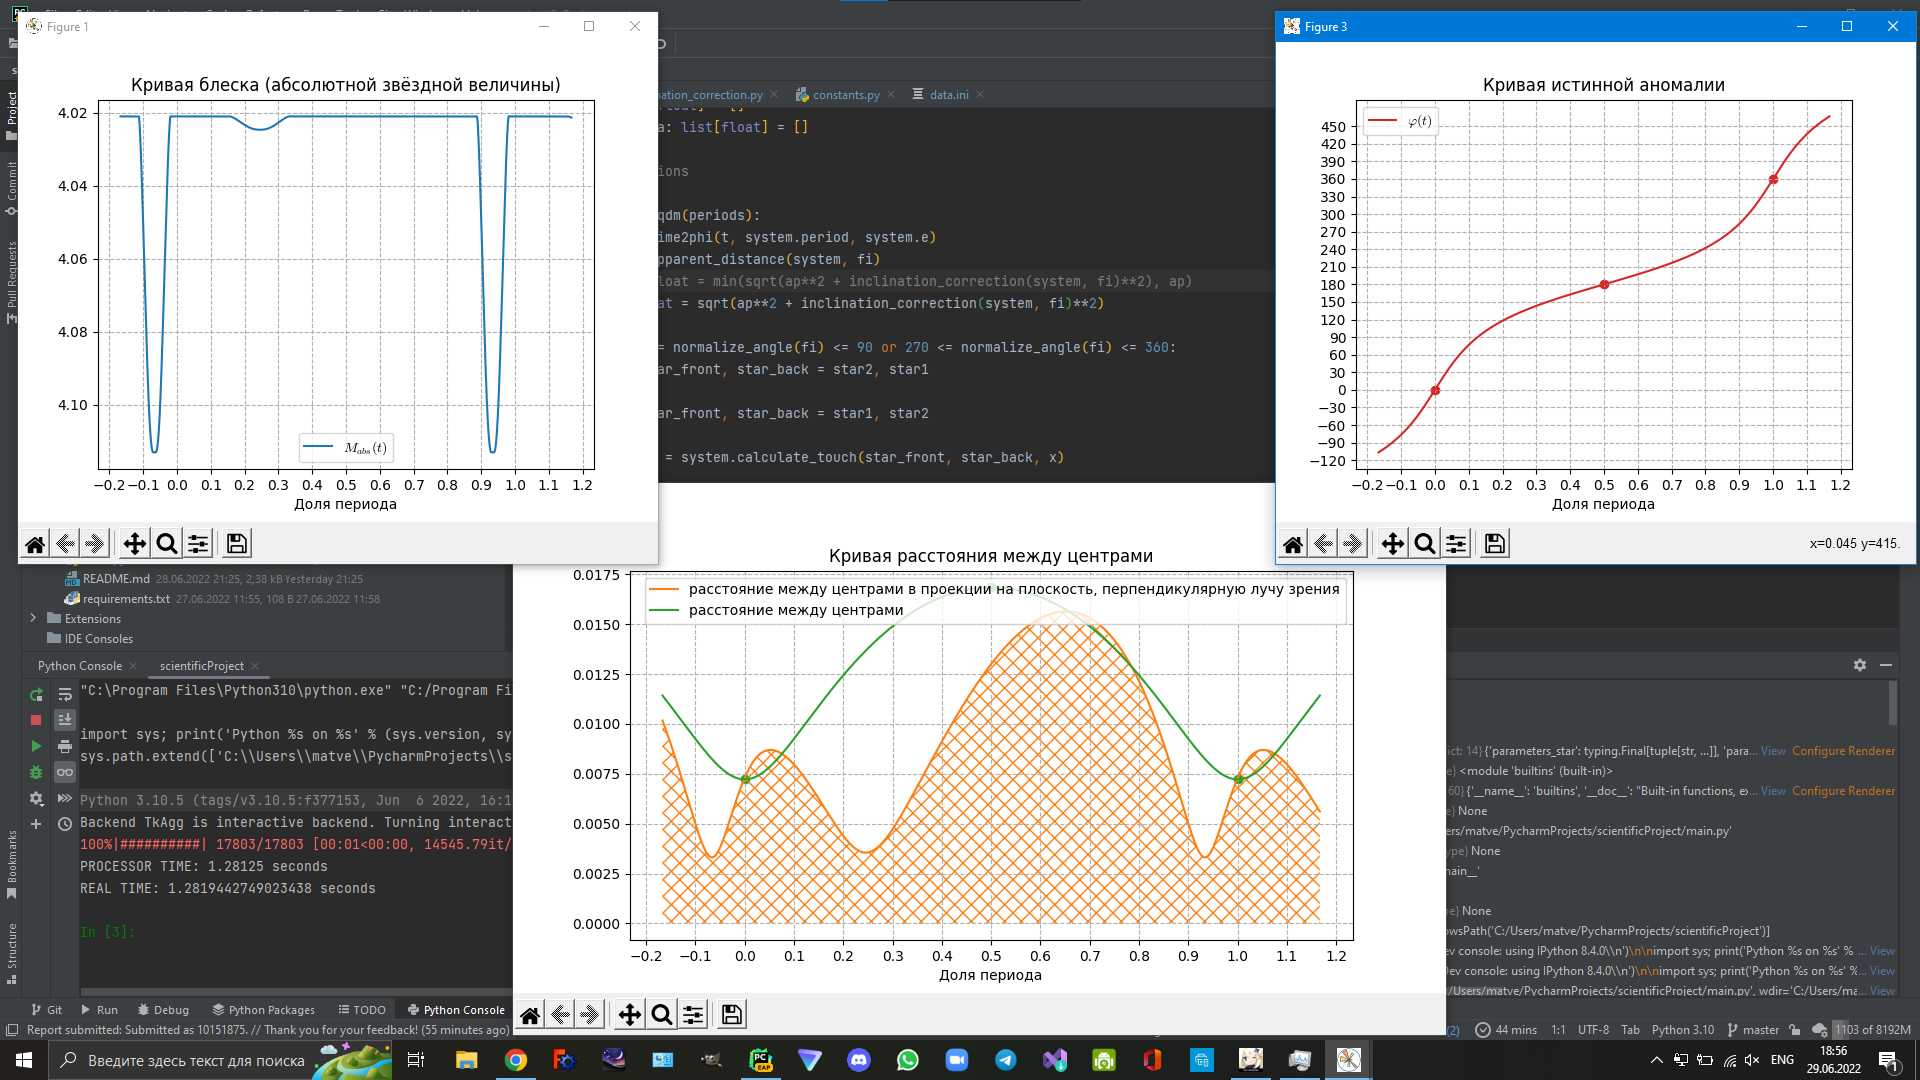 Figure 1
Кривая блеска (абсолютной звёздной величины)
4.02
4.04
4.06
4.08
4.10
M_abs(t)
−0.2 −0.1 0.0 0.1 0.2 0.3 0.4 0.5 0.6 0.7 0.8 0.9 1.0 1.1 1.2
Доля периода
Figure 3
Кривая истинной аномалии
φ(t)
450
420
390
360
330
300
270
240
210
180
150
120
90
60
30
0
−30
−60
−90
−120
−0.2 −0.1 0.0 0.1 0.2 0.3 0.4 0.5 0.6 0.7 0.8 0.9 1.0 1.1 1.2
Доля периода
x=0.045 y=415.
nation_correction.py
constants.py
data.ini
a: list[float] = []
ions
qdm(periods):
ime2phi(t, system.period, system.e)
pparent_distance(system, fi)
loat = min(sqrt(ap**2 + inclination_correction(system, fi)**2), ap)
at = sqrt(ap**2 + inclination_correction(system, fi)**2)
= normalize_angle(fi) <= 90 or 270 <= normalize_angle(fi) <= 360:
ar_front, star_back = star2, star1
ar_front, star_back = star1, star2
= system.calculate_touch(star_front, star_back, x)
Project
Commit
Pull Requests
Bookmarks
Structure
README.md 28.06.2022 21:25, 2,38 kB Yesterday 21:25
requirements.txt 27.06.2022 11:55, 108 B 27.06.2022 11:58
Extensions
IDE Consoles
Python Console
scientificProject
"C:\Program Files\Python310\python.exe" "C:/Program Fi
import sys; print('Python %s on %s' % (sys.version, sy
sys.path.extend(['C:\\Users\\matve\\PycharmProjects\\s
Python 3.10.5 (tags/v3.10.5:f377153, Jun  6 2022, 16:1
Backend TkAgg is interactive backend. Turning interact
100%|##########| 17803/17803 [00:01<00:00, 14545.79it/
PROCESSOR TIME: 1.28125 seconds
REAL TIME: 1.2819442749023438 seconds
In [3]:
Кривая расстояния между центрами
расстояние между центрами в проекции на плоскость, перпендикулярную лучу зрения
расстояние между центрами
0.0175
0.0150
0.0125
0.0100
0.0075
0.0050
0.0025
0.0000
−0.2 −0.1 0.0 0.1 0.2 0.3 0.4 0.5 0.6 0.7 0.8 0.9 1.0 1.1 1.2
Доля периода
ict: 14} {'parameters_star': typing.Final[tuple[str, ...]], 'para... View Configure Renderer
e} <module 'builtins' (built-in)>
60} {'__name__': 'builtins', '__doc__': "Built-in functions, ex... View Configure Renderer
e} None
ers/matve/PycharmProjects/scientificProject/main.py'
ype} None
nain__'
e} None
owsPath('C:/Users/matve/PycharmProjects/scientificProject')]
Dev console: using IPython 8.4.0\\n')\n\nimport sys; print('Python %s on %s' % ... View
Dev console: using IPython 8.4.0\\n')\n\nimport sys; print('Python %s on %s' %... View
:/Users/matve/PycharmProjects/scientificProject/main.py', wdir='C:/Users/ma... View
Git Run Debug Python Packages TODO Python Console
Report submitted: Submitted as 10151875. // Thank you for your feedback! (55 minutes ago)
(2) 44 mins 1:1 UTF-8 Tab Python 3.10 master 1103 of 8192M
Введите здесь текст для поиска
ENG
18:56
29.06.2022
1